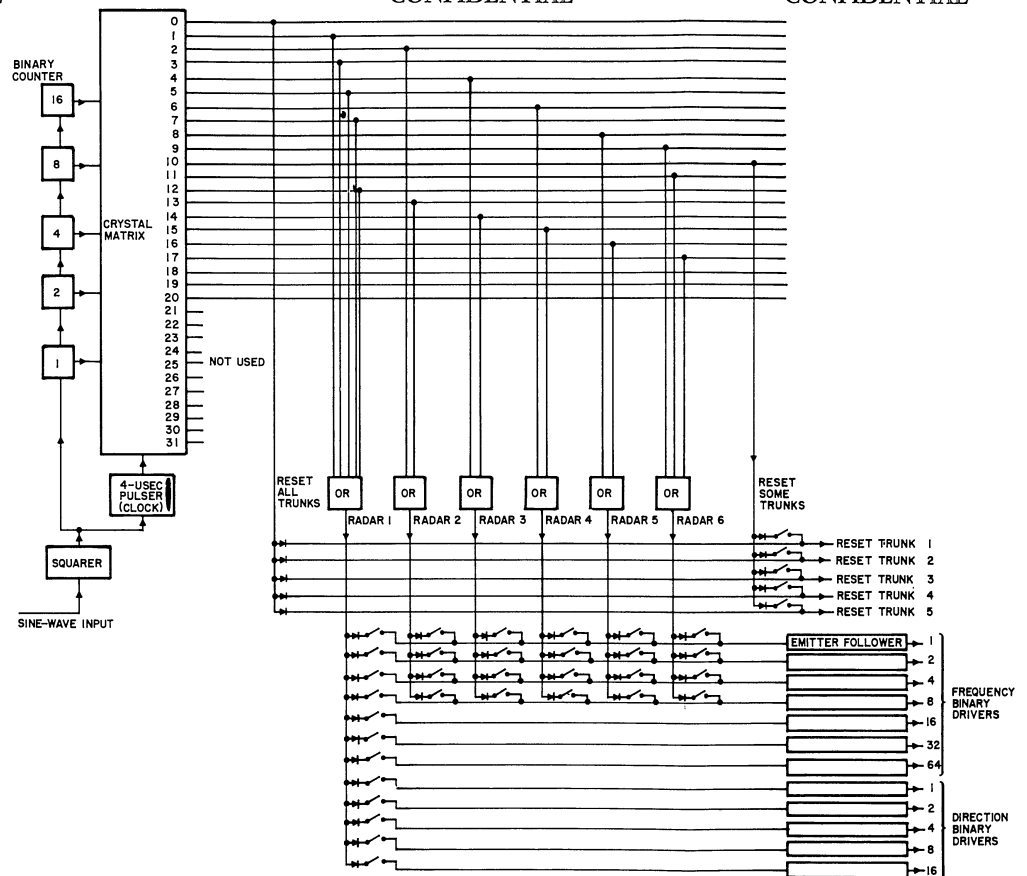 CONFIDENTIAL
CONFIDENTIAL
BINARY
COUNTER
16
8
4
2
1
CRYSTAL
MATRIX
0
1
2
3
4
5
6
7
8
9
10
11
12
13
14
15
16
17
18
19
20
21
22
23
24
25
26
27
28
29
30
31
NOT USED
4-USEC
PULSER
(CLOCK)
SQUARER
SINE-WAVE INPUT
RESET
ALL
TRUNKS
OR
OR
OR
OR
OR
OR
RADAR 1
RADAR 2
RADAR 3
RADAR 4
RADAR 5
RADAR 6
RESET
SOME
TRUNKS
RESET TRUNK 1
RESET TRUNK 2
RESET TRUNK 3
RESET TRUNK 4
RESET TRUNK 5
EMITTER FOLLOWER
1
2
4
8
16
32
64
FREQUENCY
BINARY
DRIVERS
1
2
4
8
16
DIRECTION
BINARY
DRIVERS